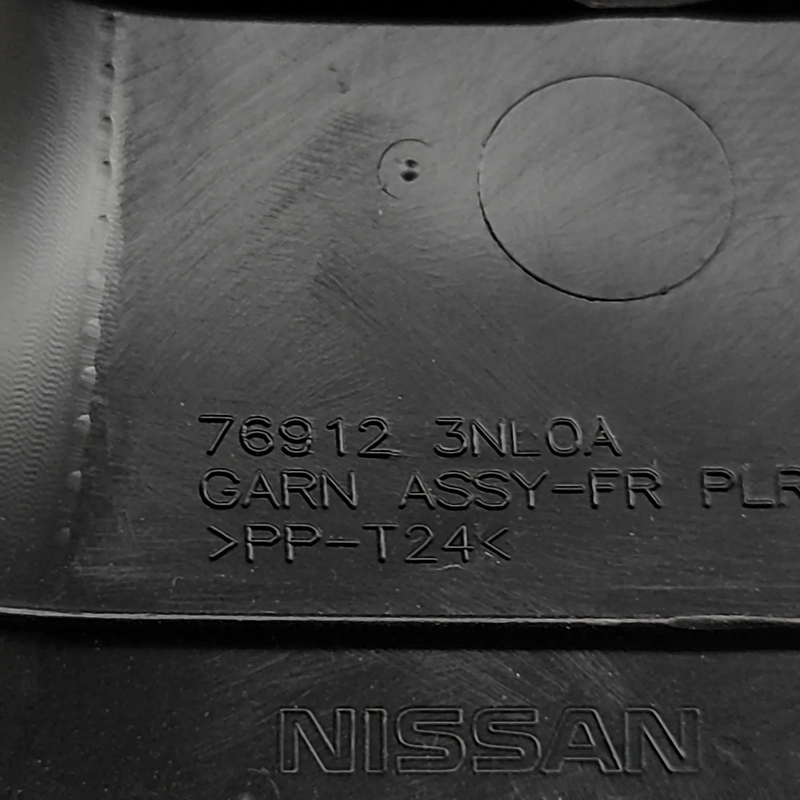 76912 3NL0A
GARN ASSY-FR PLR
>PP-T24<
NISSAN